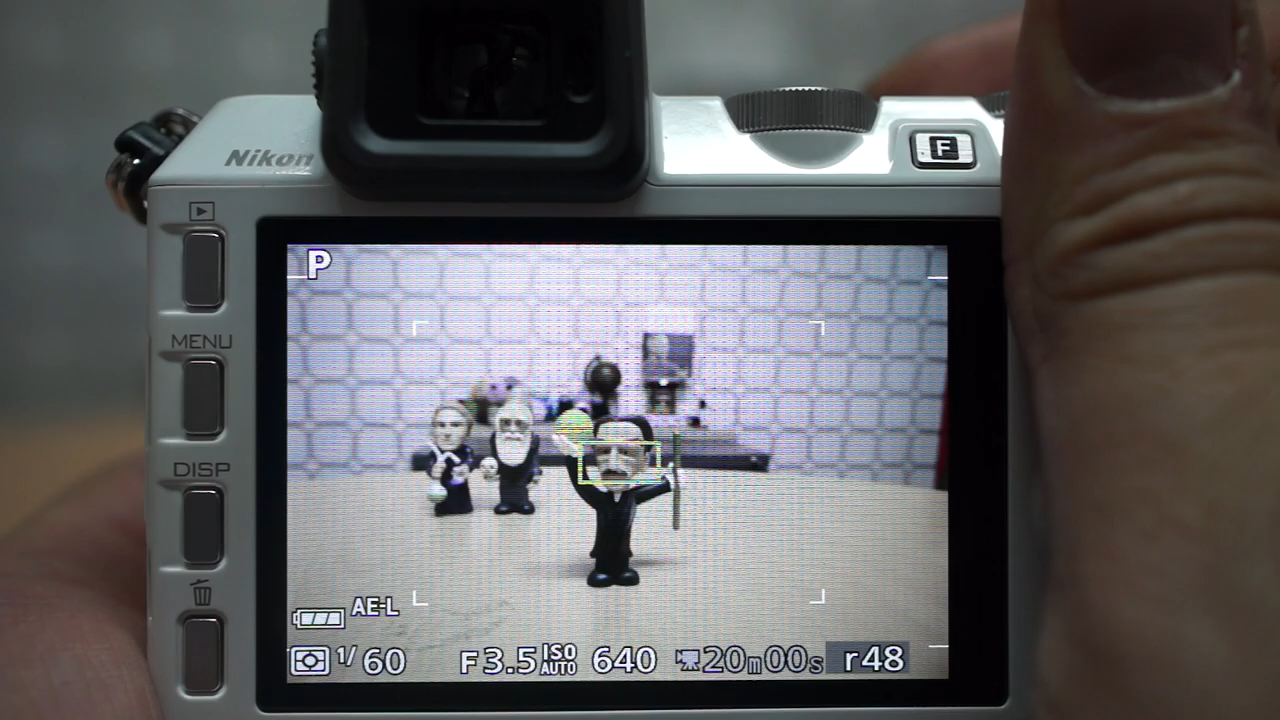 Nikon
F
MENU
DISP
P
AE-L
1/60 F3.5 ISO AUTO 640 20m00s r48